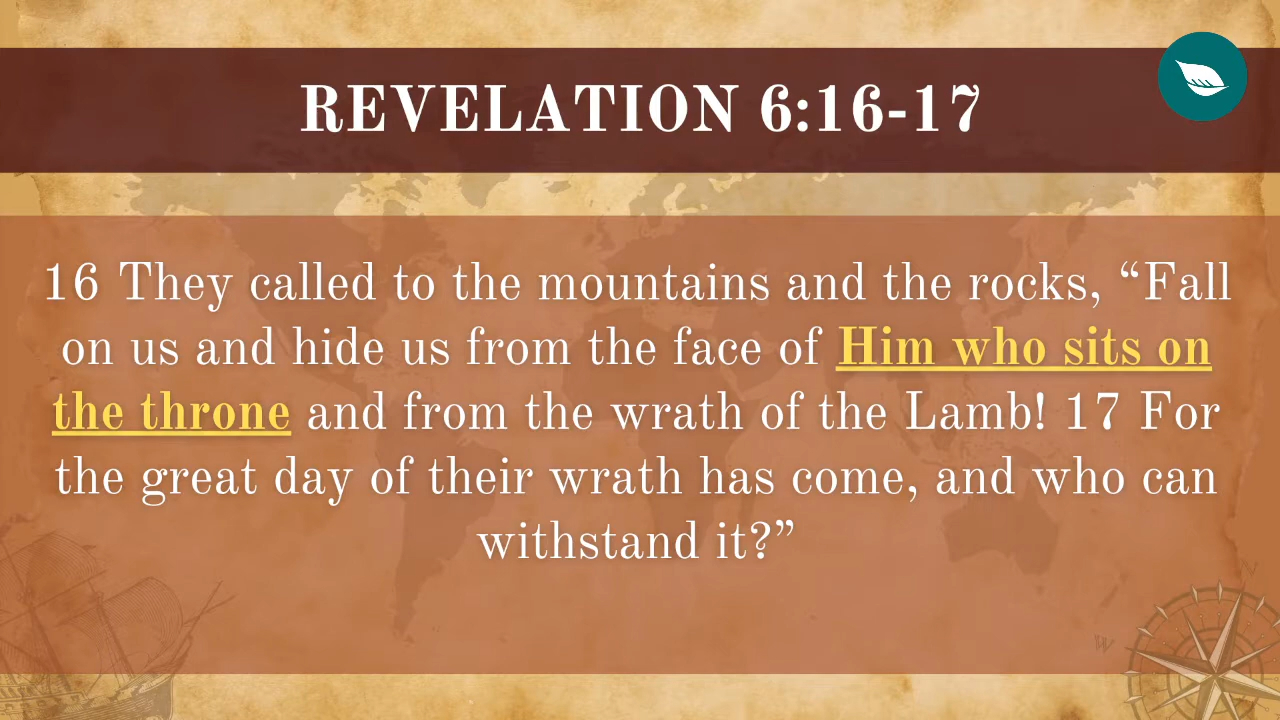 REVELATION 6:16-17
16 They called to the mountains and the rocks, “Fall
on us and hide us from the face of Him who sits on
the throne and from the wrath of the Lamb! 17 For
the great day of their wrath has come, and who can
withstand it?”